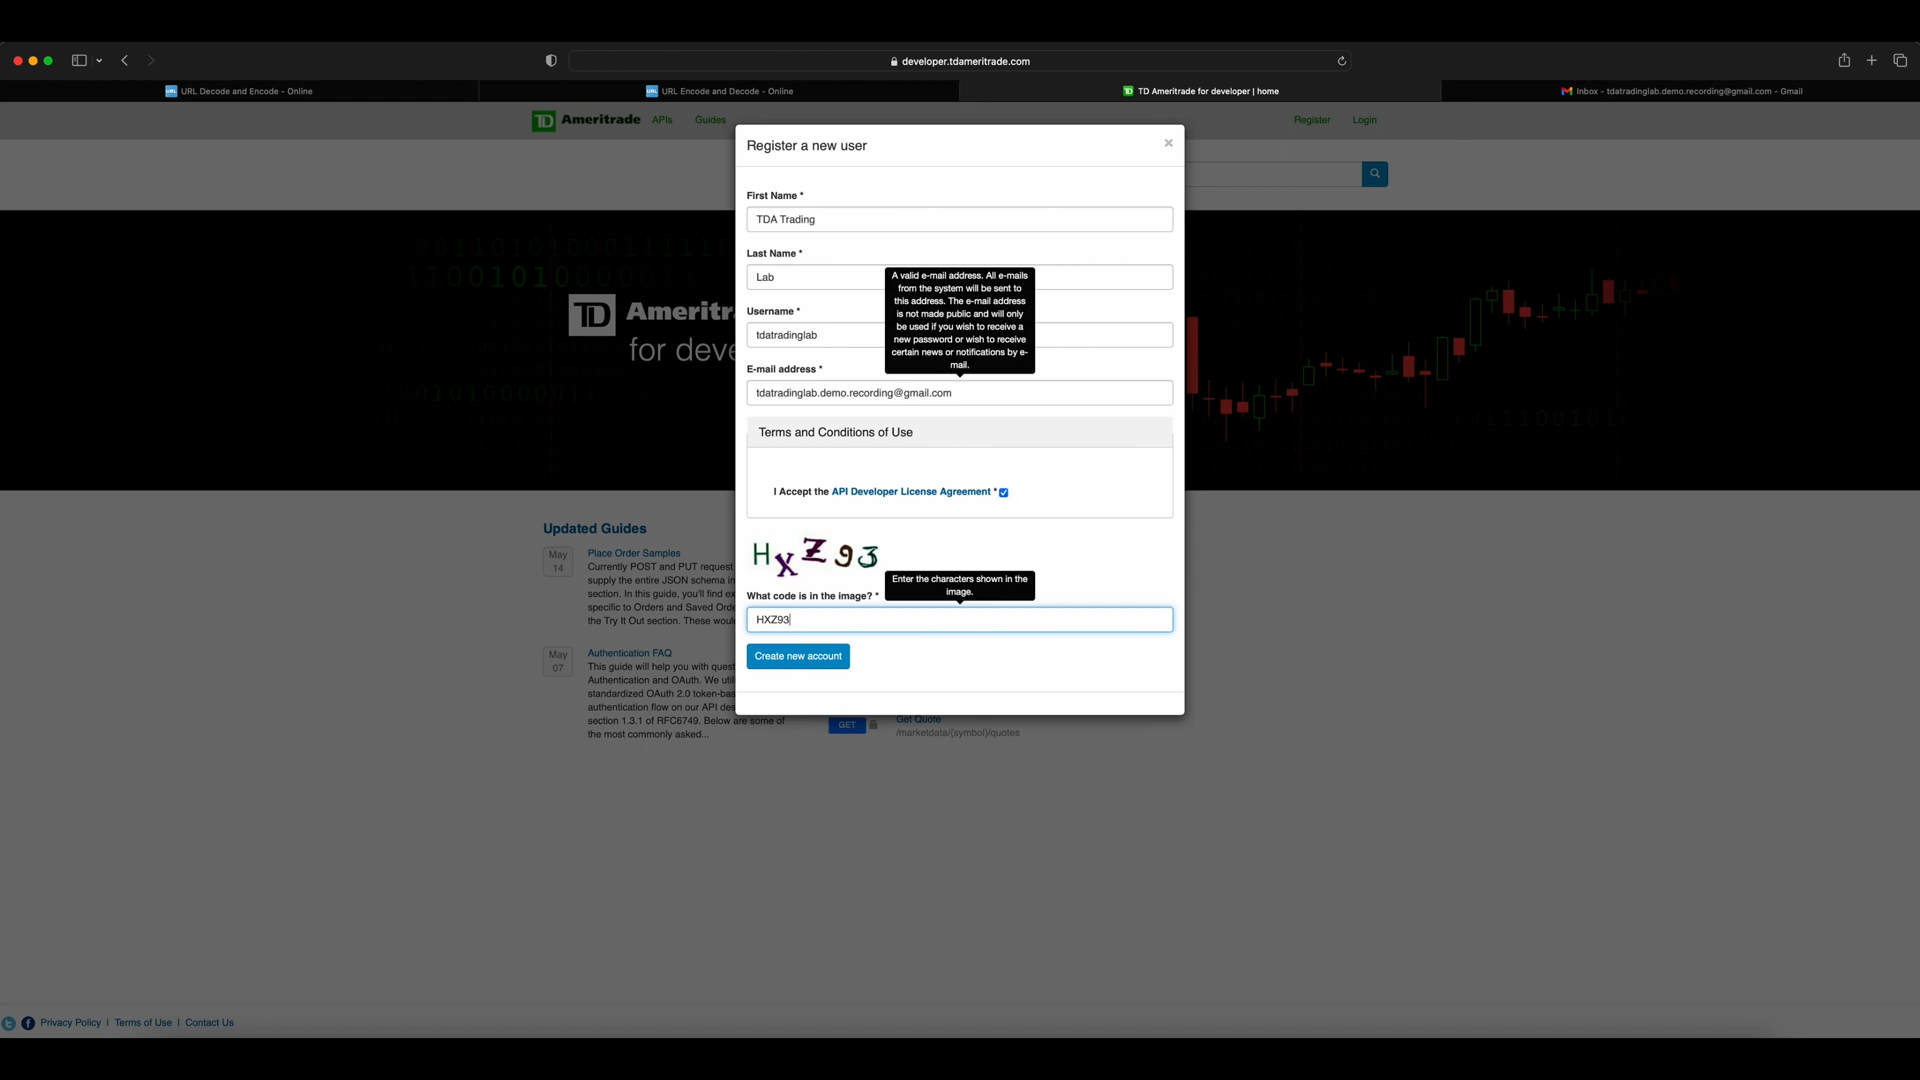 developer.tdameritrade.com
URL Decode and Encode - Online
URL Encode and Decode - Online
TD Ameritrade for developer | home
Inbox - tdatradinglab.demo.recording@gmail.com - Gmail
TD Ameritrade
APIs
Guides
Register
Login
Register a new user
×
First Name *
TDA Trading
Last Name *
Lab
A valid e-mail address. All e-mails
from the system will be sent to
this address. The e-mail address
is not made public and will only
be used if you wish to receive a
new password or wish to receive
certain news or notifications by e-
mail.
Username *
tdatradinglab
E-mail address *
tdatradinglab.demo.recording@gmail.com
Terms and Conditions of Use
I Accept the API Developer License Agreement *
HXZ93
Enter the characters shown in the
image.
What code is in the image? *
HXZ93
Create new account
TD Ameritr
for deve
Updated Guides
May
14
Place Order Samples
Currently POST and PUT request
supply the entire JSON schema in
section. In this guide, you'll find ex
specific to Orders and Saved Orde
the Try It Out section. These woul
May
07
Authentication FAQ
This guide will help you with quest
Authentication and OAuth. We util
standardized OAuth 2.0 token-bas
authentication flow on our API des
section 1.3.1 of RFC6749. Below are some of
the most commonly asked...
GET
Get Quote
/marketdata/{symbol}/quotes
Privacy Policy | Terms of Use | Contact Us